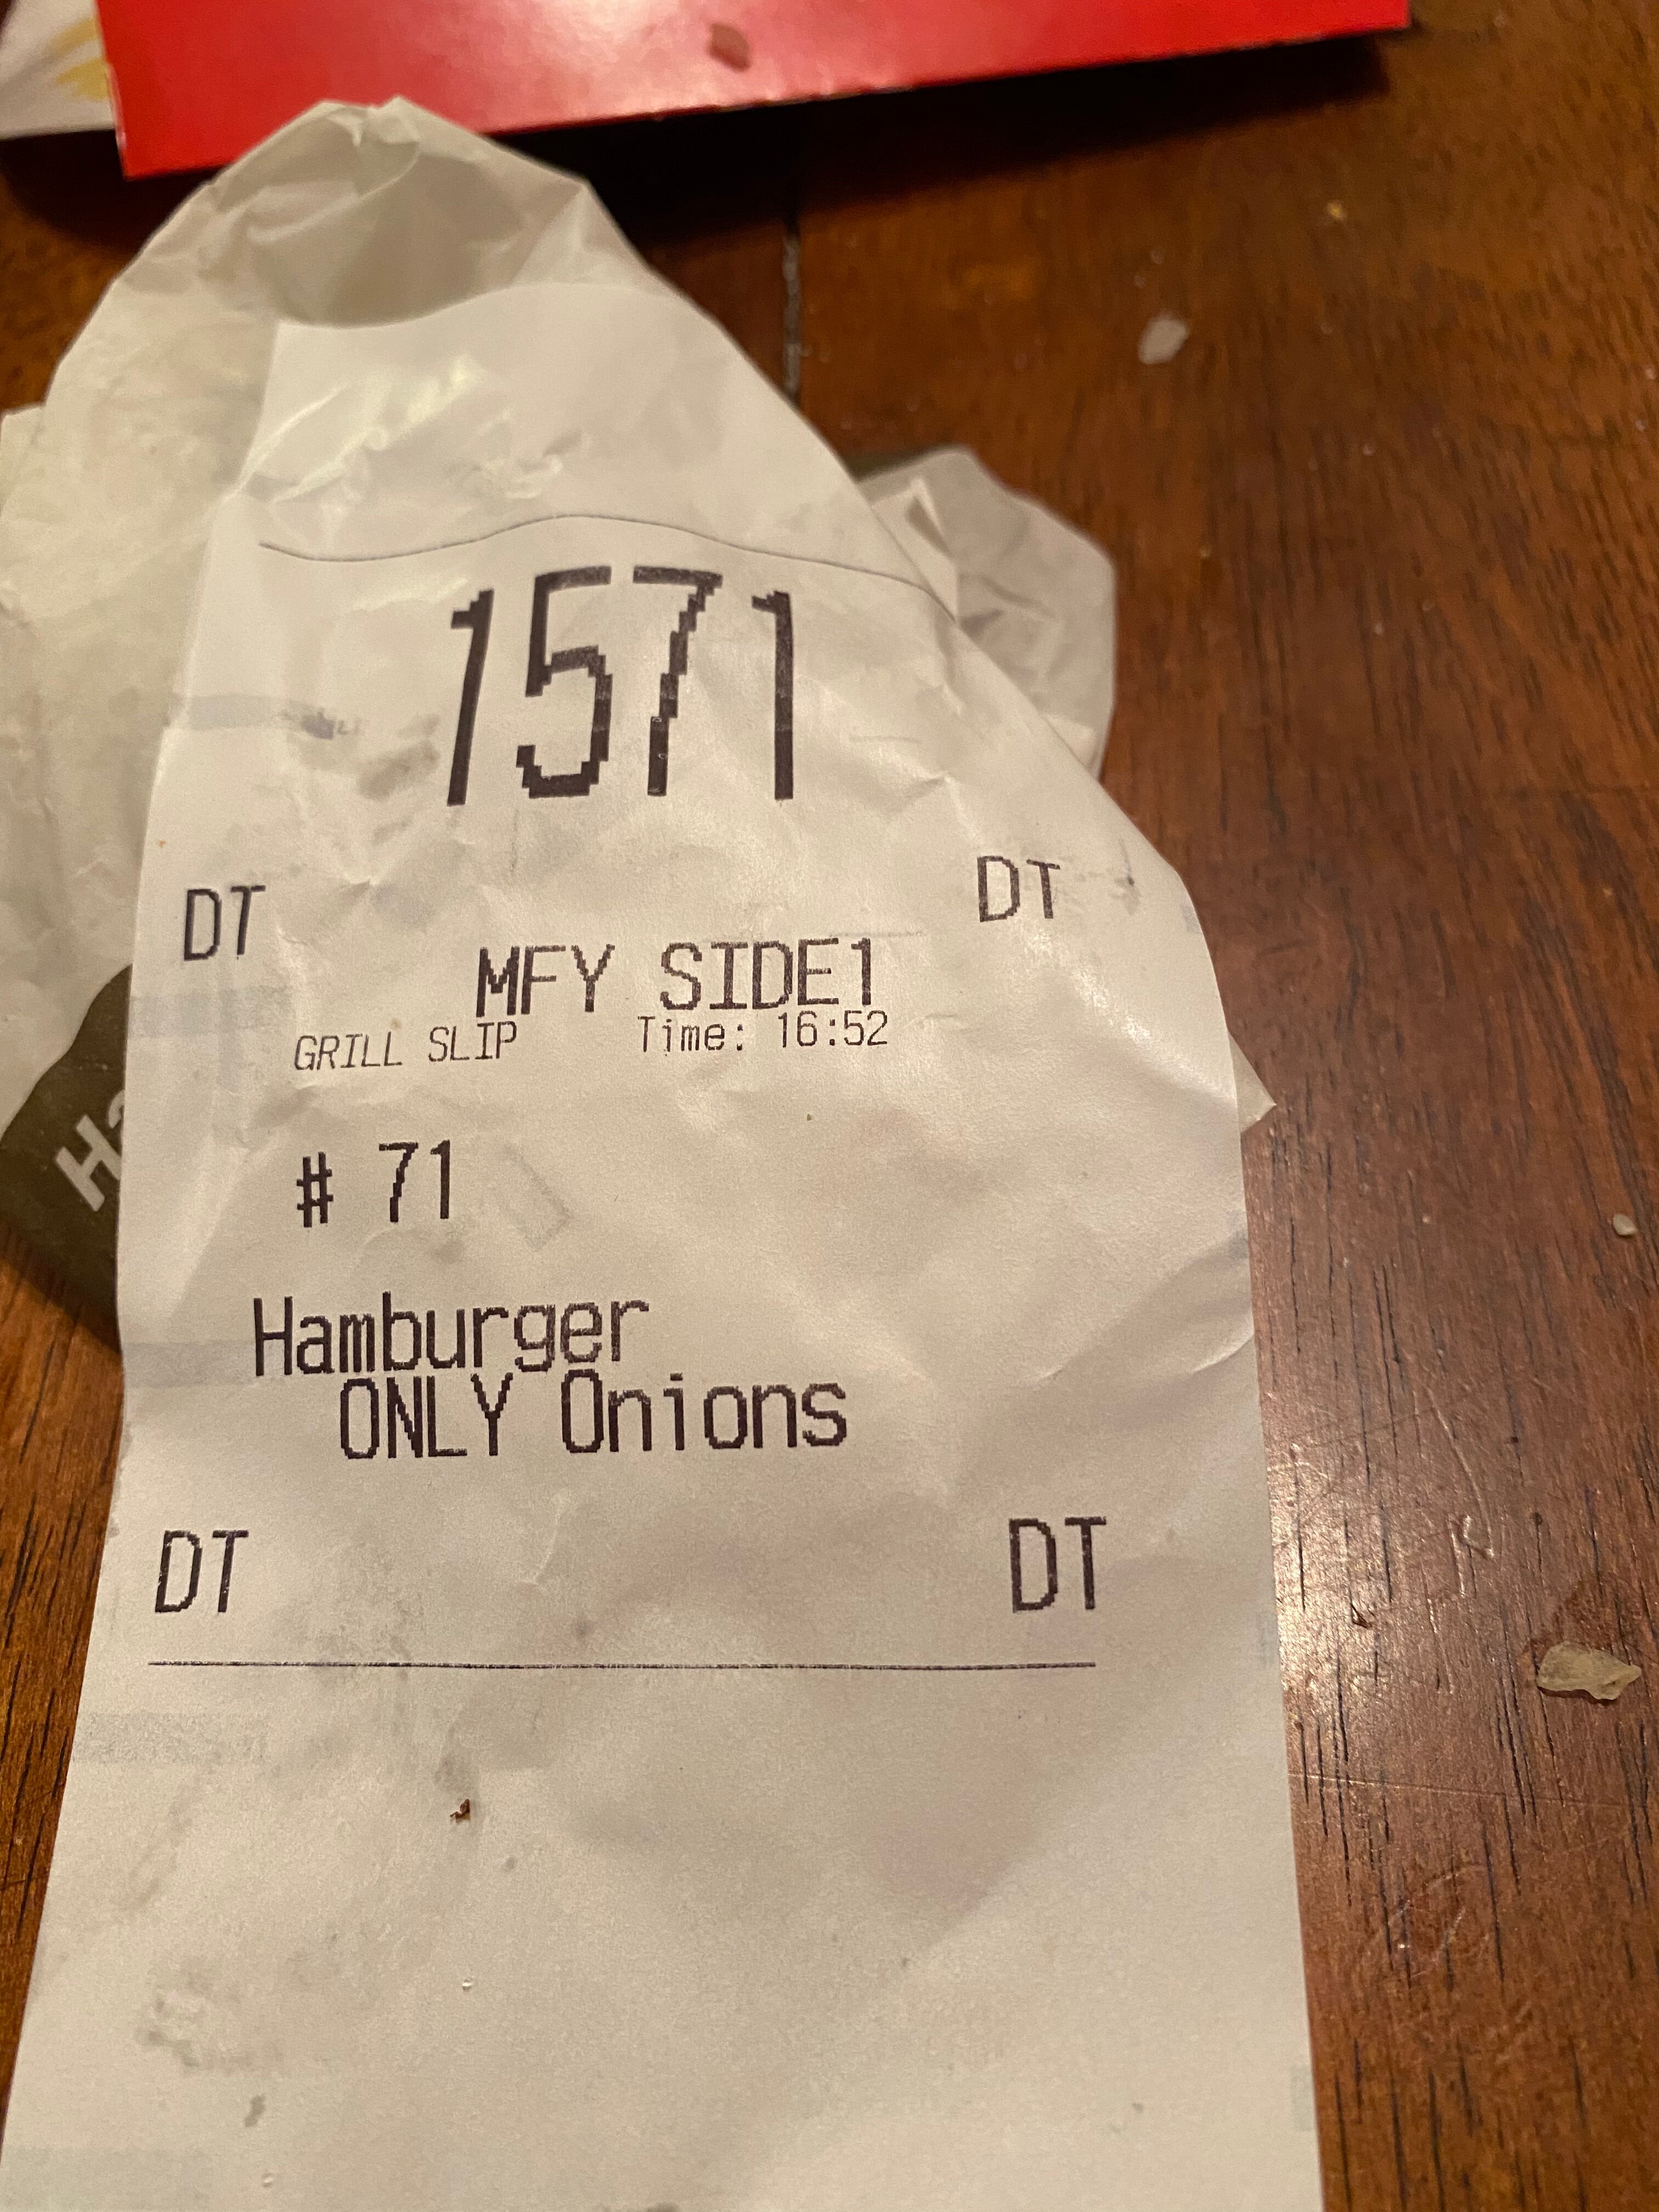 1571
DT DT
MFY SIDE1
GRILL SLIP Time: 16:52
# 71
Hamburger
ONLY Onions
DT DT